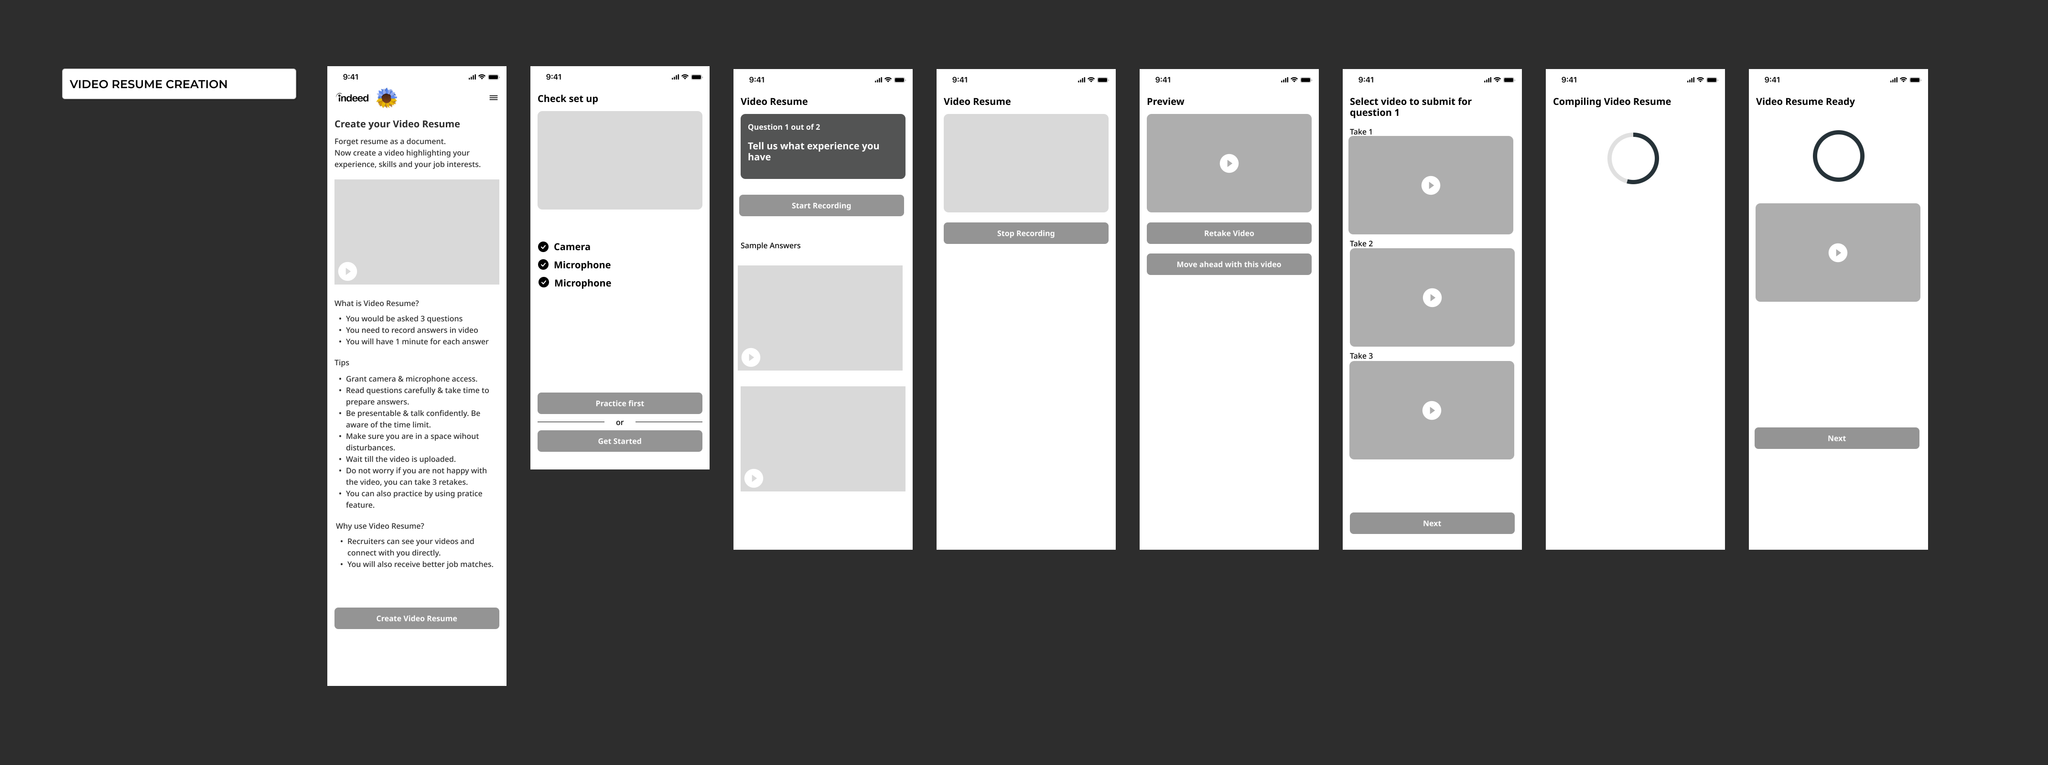 VIDEO RESUME CREATION
9:41
indeed
Create your Video Resume
Forget resume as a document.
Now create a video highlighting your
experience, skills and your job interests.
What is Video Resume?
• You would be asked 3 questions
• You need to record answers in video
• You will have 1 minute for each answer
Tips
• Grant camera & microphone access.
• Read questions carefully & take time to
prepare answers.
• Be presentable & talk confidently. Be
aware of the time limit.
• Make sure you are in a space wihout
disturbances.
• Wait till the video is uploaded.
• Do not worry if you are not happy with
the video, you can take 3 retakes.
• You can also practice by using pratice
feature.
Why use Video Resume?
• Recruiters can see your videos and
connect with you directly.
• You will also receive better job matches.
Create Video Resume
9:41
Check set up
Camera
Microphone
Microphone
Practice first
or
Get Started
9:41
Video Resume
Question 1 out of 2
Tell us what experience you
have
Start Recording
Sample Answers
9:41
Video Resume
Stop Recording
9:41
Preview
Retake Video
Move ahead with this video
9:41
Select video to submit for
question 1
Take 1
Take 2
Take 3
Next
9:41
Compiling Video Resume
9:41
Video Resume Ready
Next